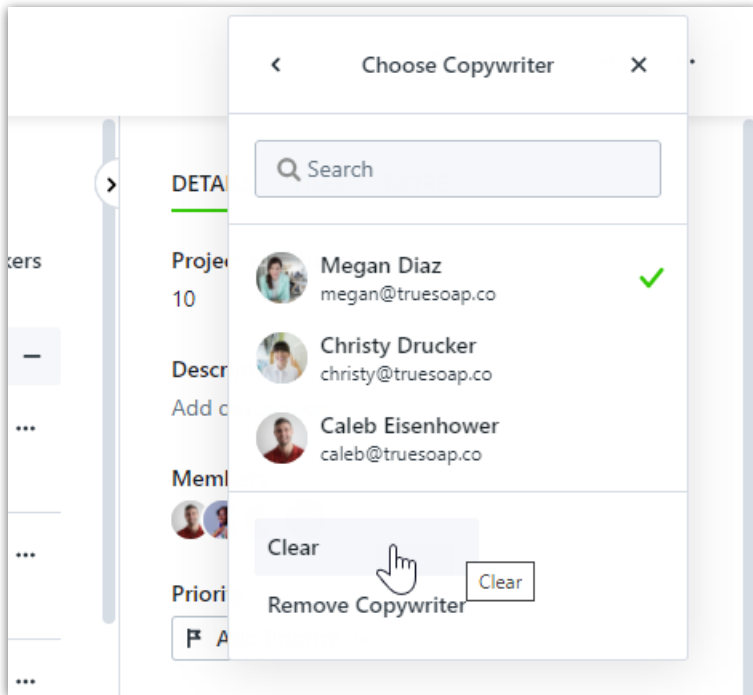 Choose Copywriter
Search
DETA
kers
Projec
10
Megan Diaz
megan@truesoap.co
Christy Drucker
christy@truesoap.co
Descr
Add
Caleb Eisenhower
caleb@truesoap.co
Memb
Clear
Clear
Priori
Remove Copywriter
A